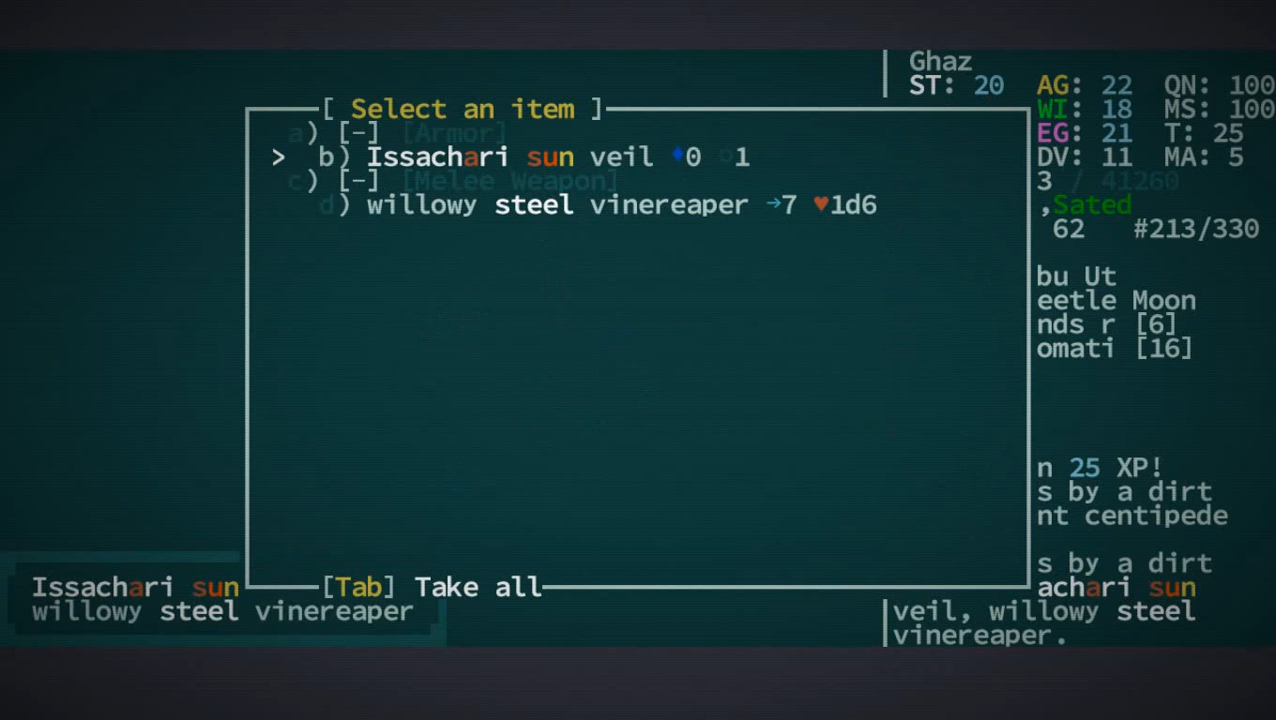 Ghaz
ST: 20 AG: 22 QN: 100
WI: 18 MS: 100
EG: 21 T: 25
DV: 11 MA: 5
3 / 41260
,Sated
62 #213/330
bu Ut
eetle Moon
nds r [6]
omati [16]
n 25 XP!
s by a dirt
nt centipede
s by a dirt
achari sun
veil, willowy steel
vinereaper.
[ Select an item ]
a) [-] [Armor]
> b) Issachari sun veil ♦0 ○1
c) [-] [Melee Weapon]
d) willowy steel vinereaper →7 ♥1d6
[Tab] Take all
Issachari sun
willowy steel vinereaper